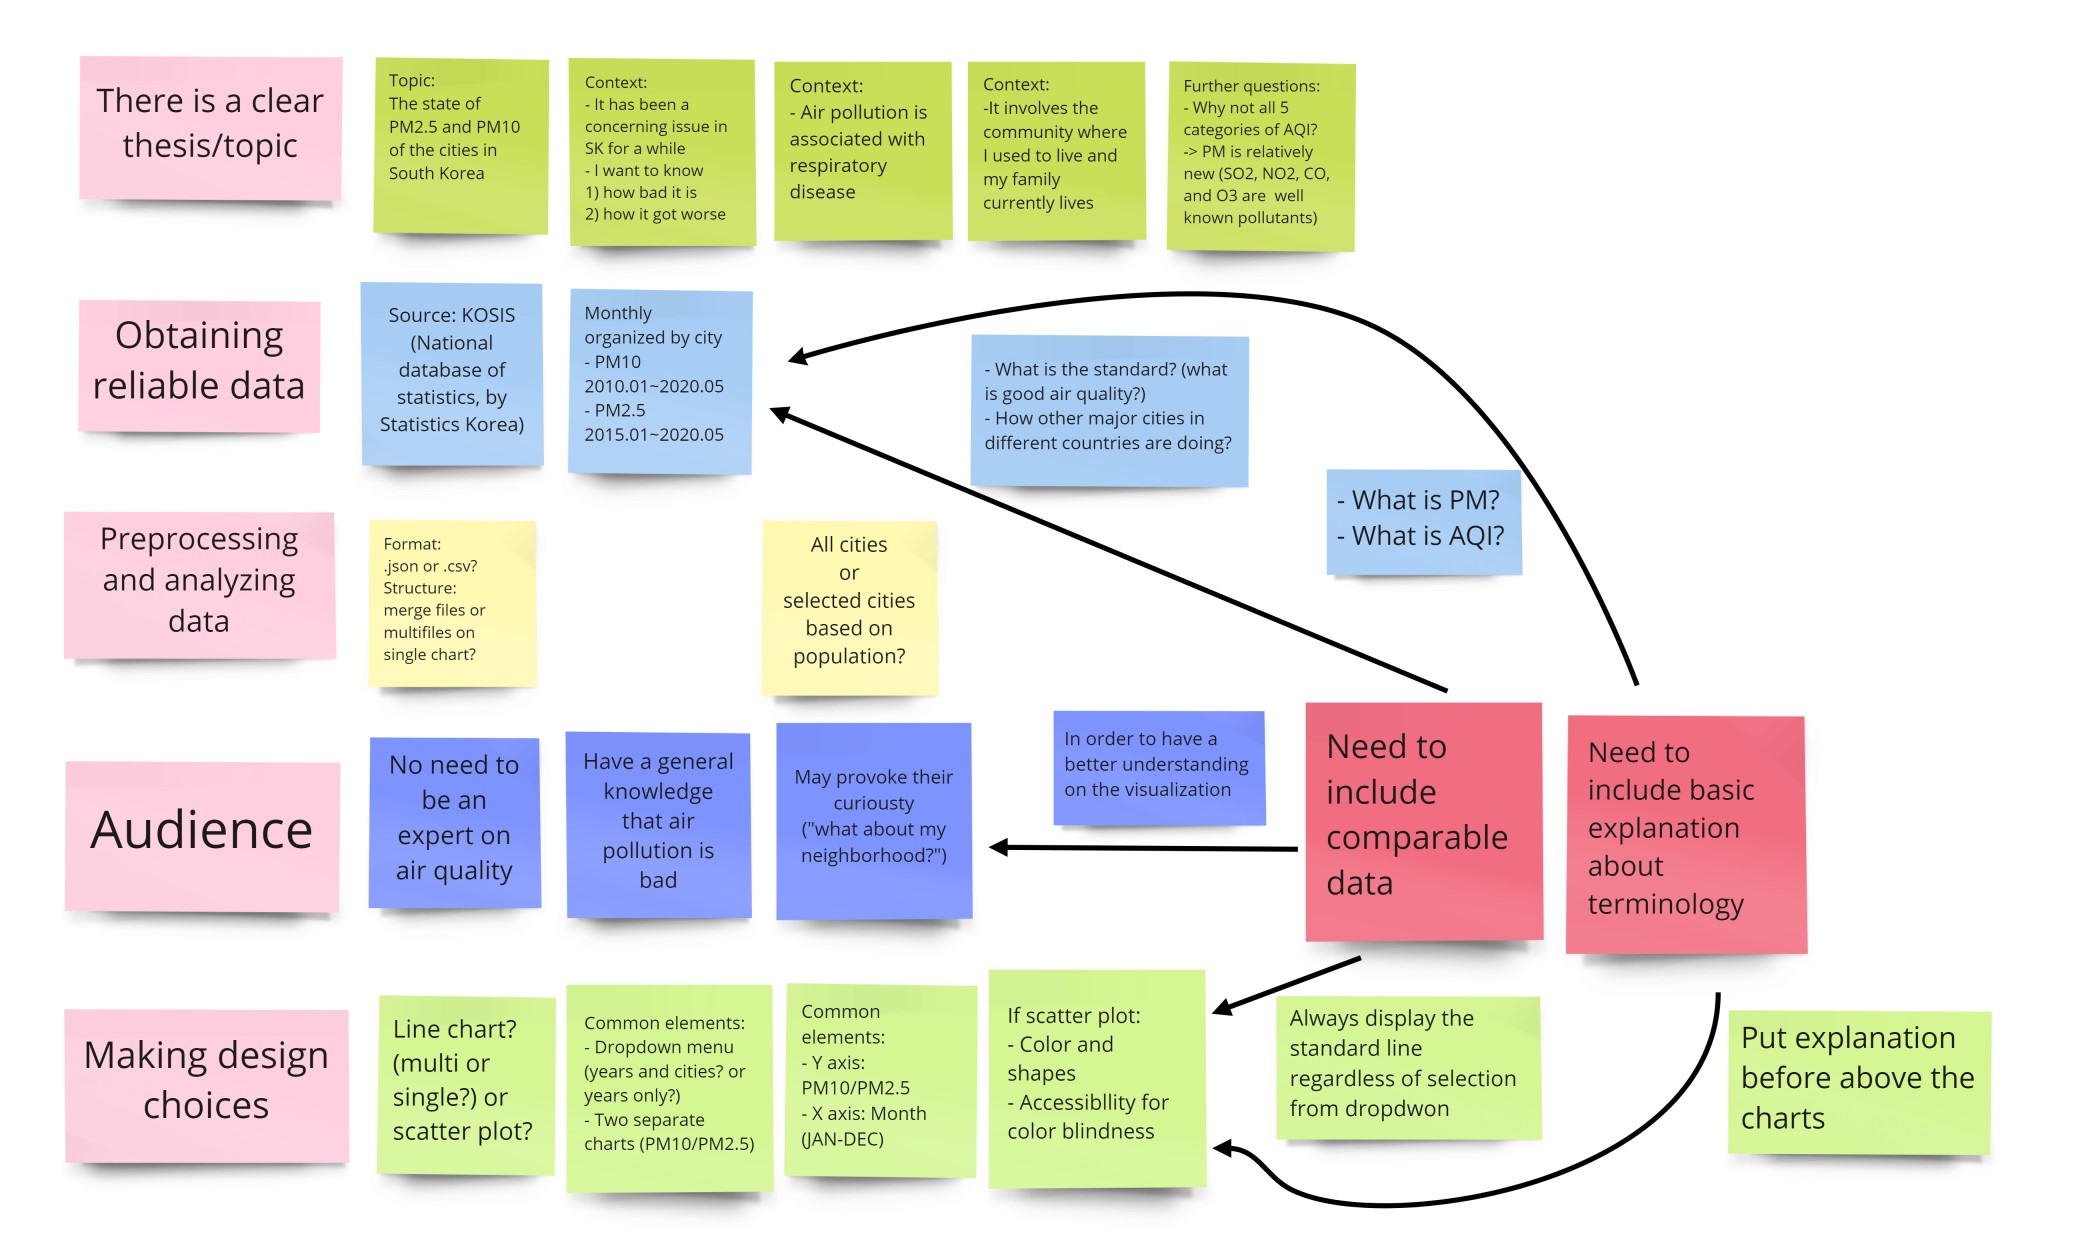 There is a clear
thesis/topic
Topic:
The state of
PM2.5 and PM10
of the cities in
South Korea
Context:
- It has been a
concerning issue in
SK for a while
- I want to know
1) how bad it is
2) how it got worse
Context:
- Air pollution is
associated with
respiratory
disease
Context:
-It involves the
community where
I used to live and
my family
currently lives
Further questions:
- Why not all 5
categories of AQI?
-> PM is relatively
new (SO2, NO2, CO,
and O3 are  well
known pollutants)
Obtaining
reliable data
Source: KOSIS
(National
database of
statistics, by
Statistics Korea)
Monthly
organized by city
- PM10
2010.01~2020.05
- PM2.5
2015.01~2020.05
- What is the standard? (what
is good air quality?)
- How other major cities in
different countries are doing?
- What is PM?
- What is AQI?
Preprocessing
and analyzing
data
Format:
.json or .csv?
Structure:
merge files or
multifiles on
single chart?
All cities
or
selected cities
based on
population?
Audience
No need to
be an
expert on
air quality
Have a general
knowledge
that air
pollution is
bad
May provoke their
curiousty
("what about my
neighborhood?")
In order to have a
better understanding
on the visualization
Need to
include
comparable
data
Need to
include basic
explanation
about
terminology
Making design
choices
Line chart?
(multi or
single?) or
scatter plot?
Common elements:
- Dropdown menu
(years and cities? or
years only?)
- Two separate
charts (PM10/PM2.5)
Common
elements:
- Y axis:
PM10/PM2.5
- X axis: Month
(JAN-DEC)
If scatter plot:
- Color and
shapes
- Accessibllity for
color blindness
Always display the
standard line
regardless of selection
from dropdwon
Put explanation
before above the
charts